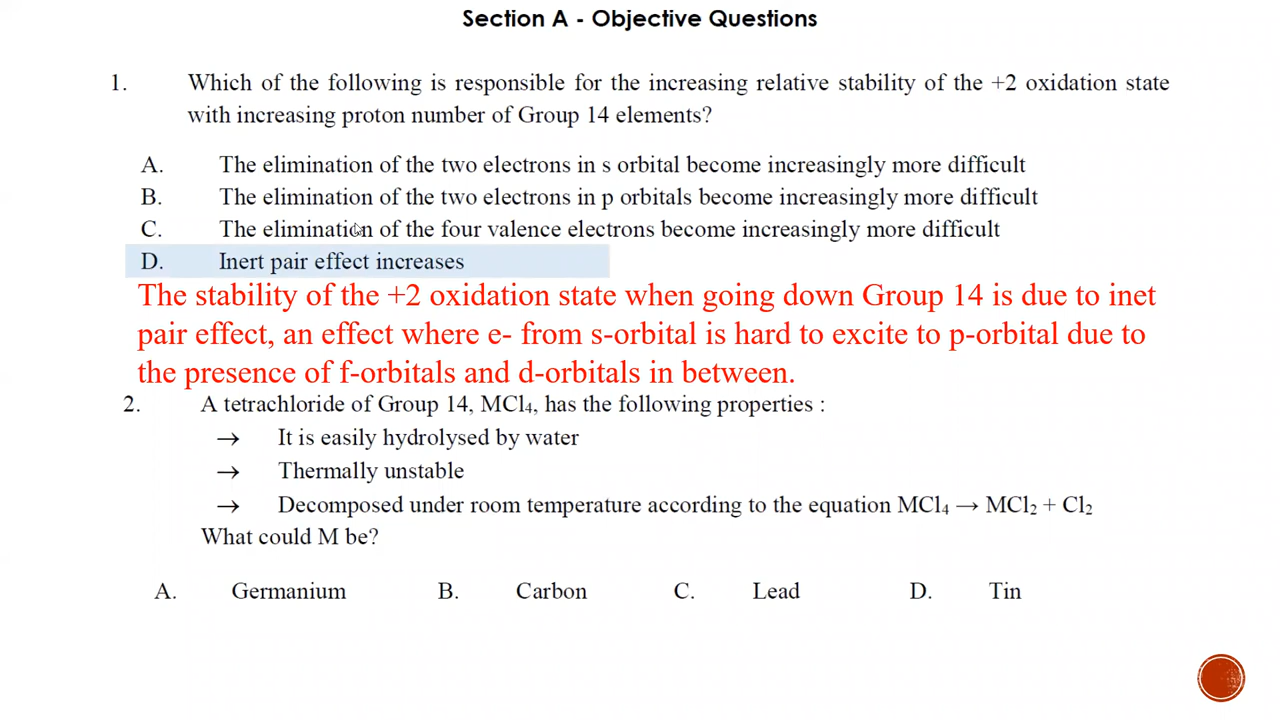 Section A - Objective Questions
1. Which of the following is responsible for the increasing relative stability of the +2 oxidation state
with increasing proton number of Group 14 elements?
A. The elimination of the two electrons in s orbital become increasingly more difficult
B. The elimination of the two electrons in p orbitals become increasingly more difficult
C. The elimination of the four valence electrons become increasingly more difficult
D. Inert pair effect increases
The stability of the +2 oxidation state when going down Group 14 is due to inet
pair effect, an effect where e- from s-orbital is hard to excite to p-orbital due to
the presence of f-orbitals and d-orbitals in between.
2. A tetrachloride of Group 14, MCl₄, has the following properties :
→ It is easily hydrolysed by water
→ Thermally unstable
→ Decomposed under room temperature according to the equation MCl₄ → MCl₂ + Cl₂
What could M be?
A. Germanium B. Carbon C. Lead D. Tin